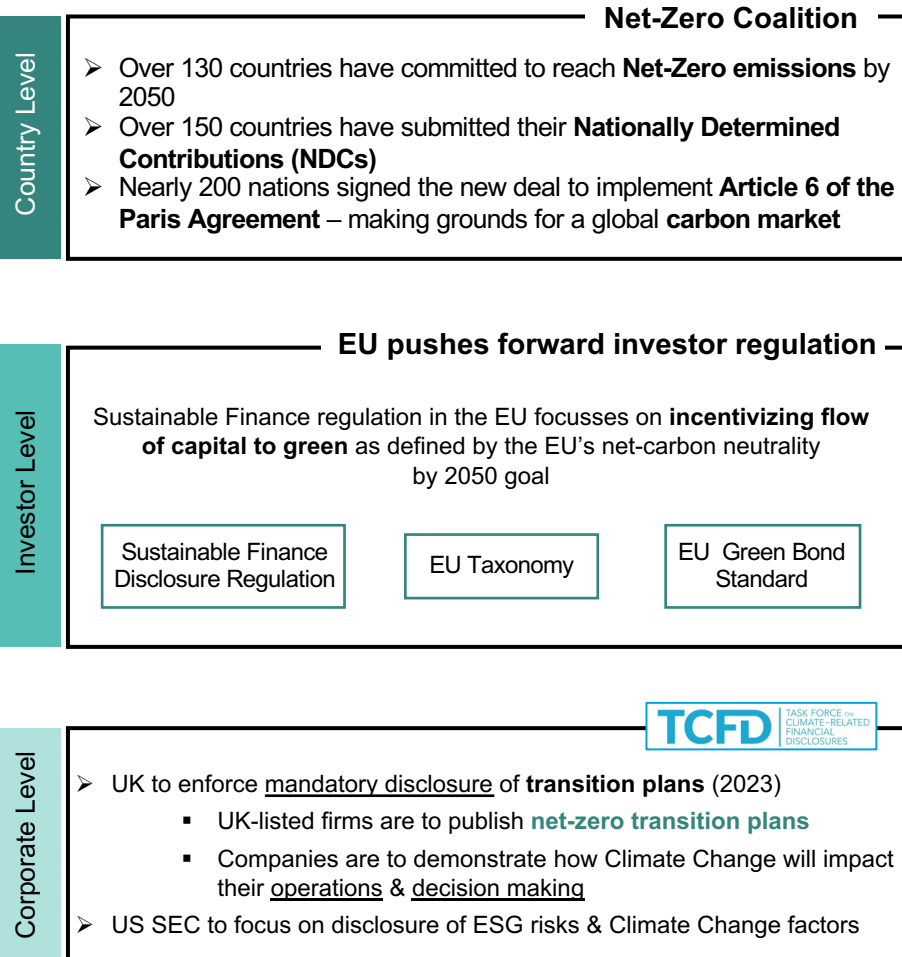 Country Level
Net-Zero Coalition
➢ Over 130 countries have committed to reach Net-Zero emissions by
2050
➢ Over 150 countries have submitted their Nationally Determined
Contributions (NDCs)
➢ Nearly 200 nations signed the new deal to implement Article 6 of the
Paris Agreement – making grounds for a global carbon market
Investor Level
EU pushes forward investor regulation
Sustainable Finance regulation in the EU focusses on incentivizing flow
of capital to green as defined by the EU's net-carbon neutrality
by 2050 goal
Sustainable Finance
Disclosure Regulation
EU Taxonomy
EU Green Bond
Standard
Corporate Level
TCFD
TASK FORCE ON
CLIMATE-RELATED
FINANCIAL
DISCLOSURES
➢ UK to enforce mandatory disclosure of transition plans (2023)
▪ UK-listed firms are to publish net-zero transition plans
▪ Companies are to demonstrate how Climate Change will impact
their operations & decision making
➢ US SEC to focus on disclosure of ESG risks & Climate Change factors